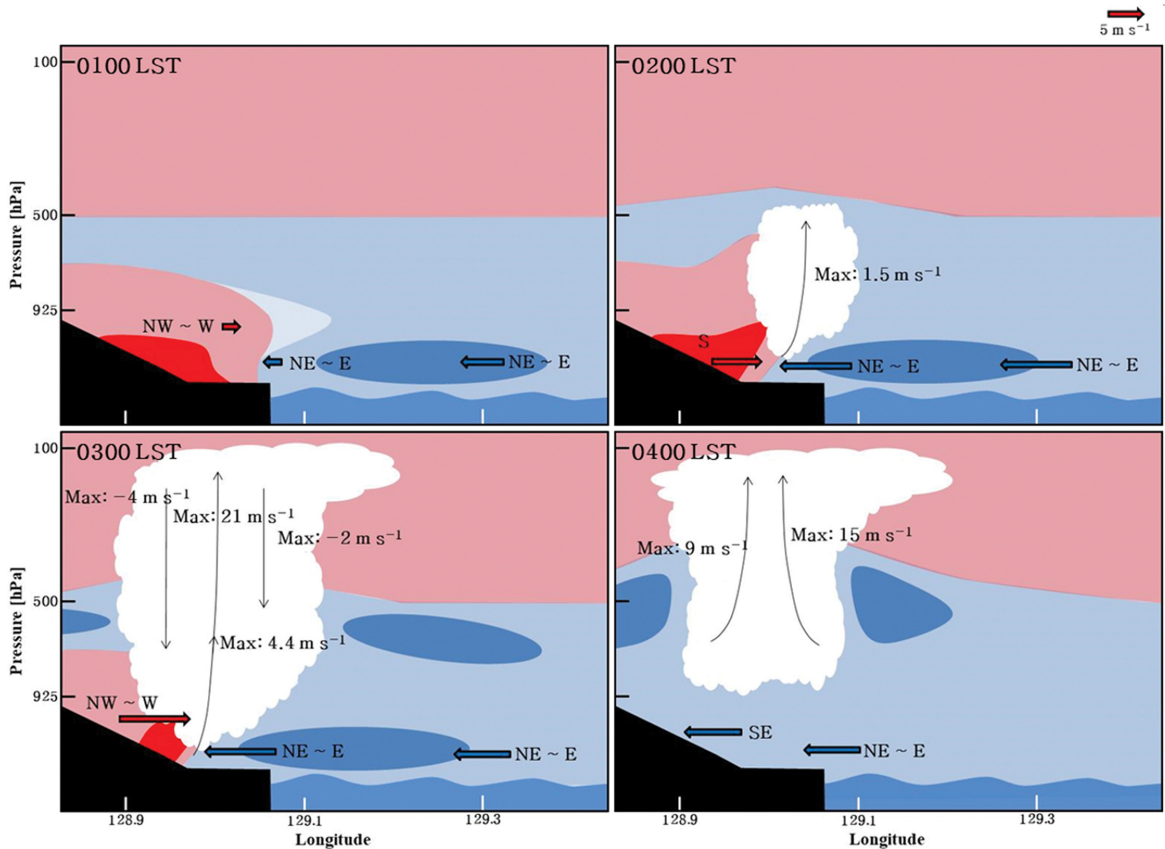 5 m s⁻¹
0100 LST
0200 LST
100
500
925
Pressure [hPa]
NW ~ W
NE ~ E
NE ~ E
Max: 1.5 m s⁻¹
S
NE ~ E
NE ~ E
0300 LST
0400 LST
100
500
925
Pressure [hPa]
Max: −4 m s⁻¹
Max: 21 m s⁻¹
Max: −2 m s⁻¹
Max: 4.4 m s⁻¹
NW ~ W
NE ~ E
NE ~ E
Max: 9 m s⁻¹
Max: 15 m s⁻¹
SE
NE ~ E
128.9
129.1
129.3
Longitude
128.9
129.1
129.3
Longitude